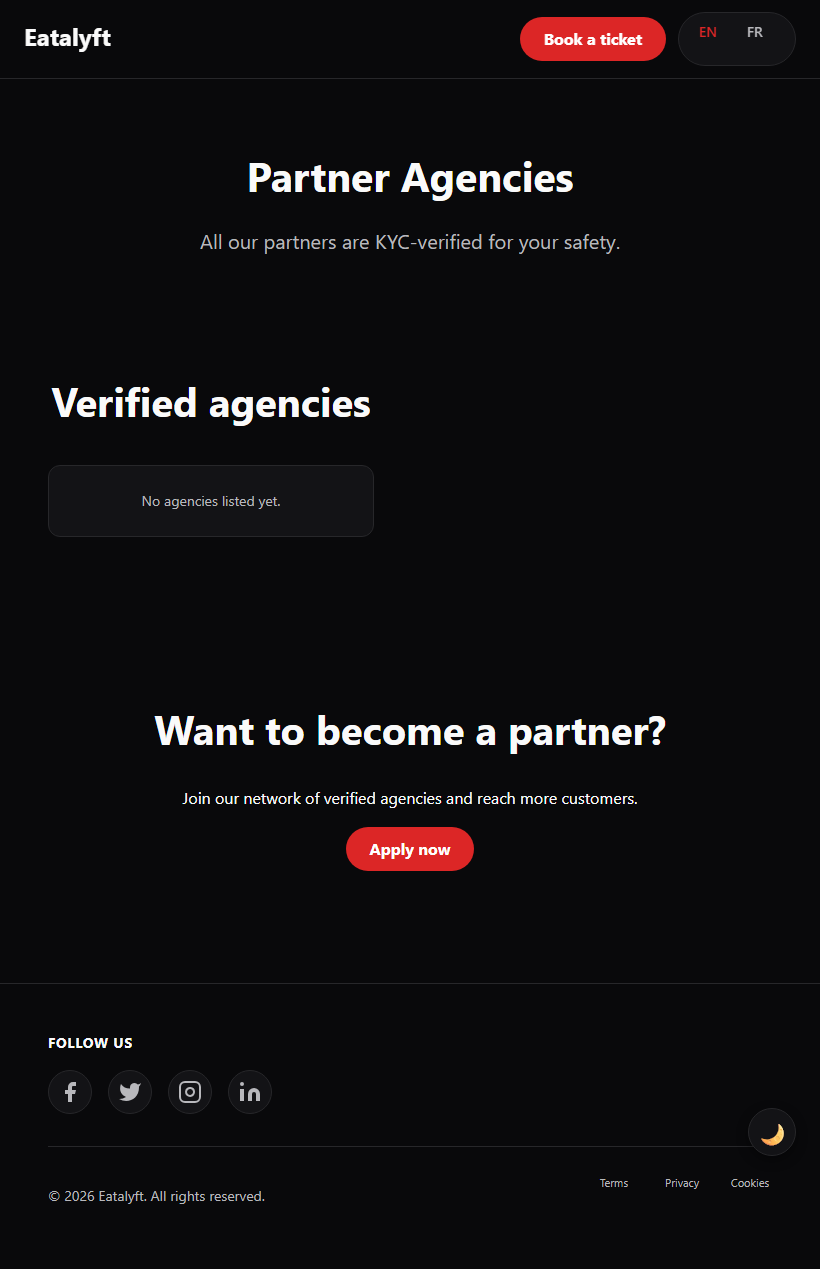 Eatalyft
Book a ticket
EN
FR
Partner Agencies
All our partners are KYC-verified for your safety.
Verified agencies
No agencies listed yet.
Want to become a partner?
Join our network of verified agencies and reach more customers.
Apply now
FOLLOW US
© 2026 Eatalyft. All rights reserved.
Terms
Privacy
Cookies